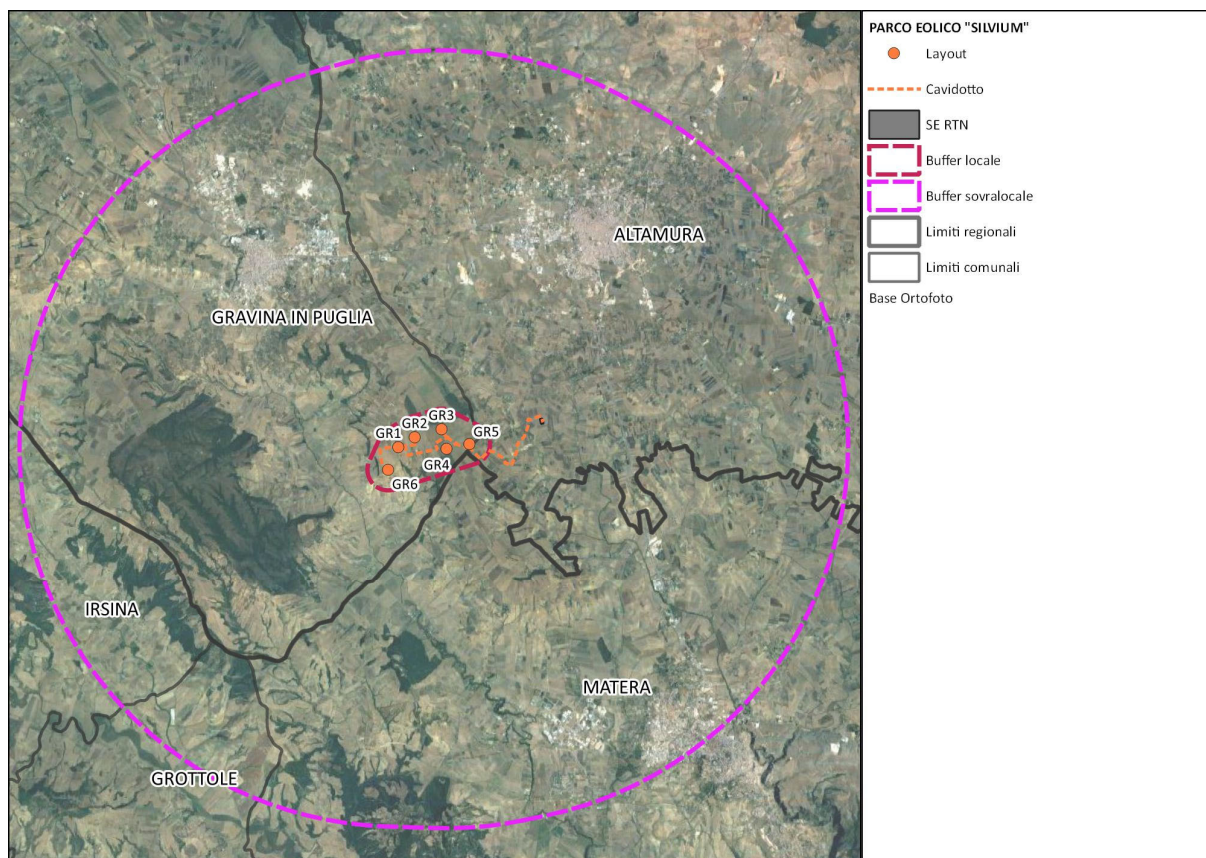 ALTAMURA
GRAVINA IN PUGLIA
GR3
GR2
GR1
GR5
GR4
GR6
IRSINA
MATERA
GROTTOLE
PARCO EOLICO "SILVIUM"
Layout
Cavidotto
SE RTN
Buffer locale
Buffer sovralocale
Limiti regionali
Limiti comunali
Base Ortofoto